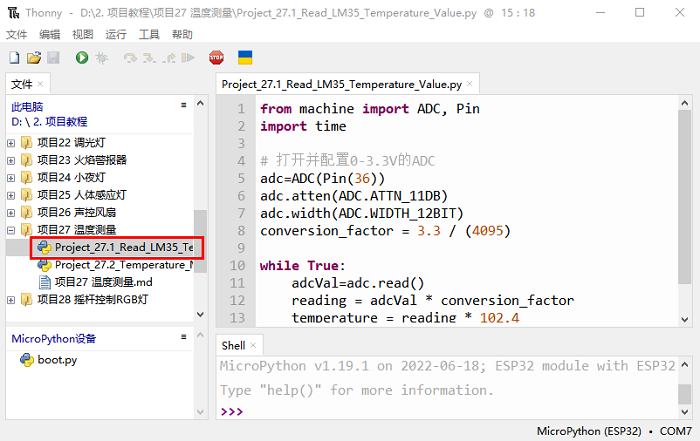 Thonny - D:\2. 项目教程\项目27 温度测量\Project_27.1_Read_LM35_Temperature_Value.py @ 15 : 18
文件 编辑 视图 运行 工具 帮助
STOP
文件 ×
此电脑
D: \ 2. 项目教程
项目22 调光灯
项目23 火焰警报器
项目24 小夜灯
项目25 人体感应灯
项目26 声控风扇
项目27 温度测量
Project_27.1_Read_LM35_Te
Project_27.2_Temperature_N
项目27 温度测量.md
项目28 摇杆控制RGB灯
MicroPython设备
boot.py
Project_27.1_Read_LM35_Temperature_Value.py ×
1 from machine import ADC, Pin
2 import time
3
4 # 打开并配置0-3.3V的ADC
5 adc=ADC(Pin(36))
6 adc.atten(ADC.ATTN_11DB)
7 adc.width(ADC.WIDTH_12BIT)
8 conversion_factor = 3.3 / (4095)
9
10 while True:
11 adcVal=adc.read()
12 reading = adcVal * conversion_factor
13 temperature = reading * 102.4
Shell ×
MicroPython v1.19.1 on 2022-06-18; ESP32 module with ESP32
Type "help()" for more information.
>>>
MicroPython (ESP32) • COM7